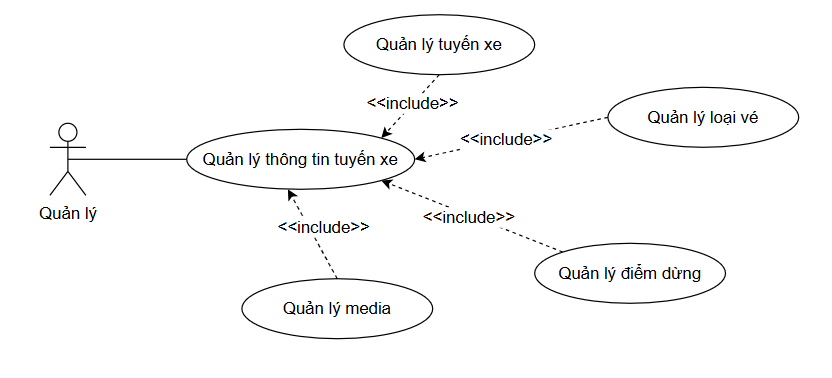 Quản lý tuyến xe
<<include>>
Quản lý loại vé
<<include>>
Quản lý thông tin tuyến xe
Quản lý
<<include>>
<<include>>
Quản lý điểm dừng
Quản lý media